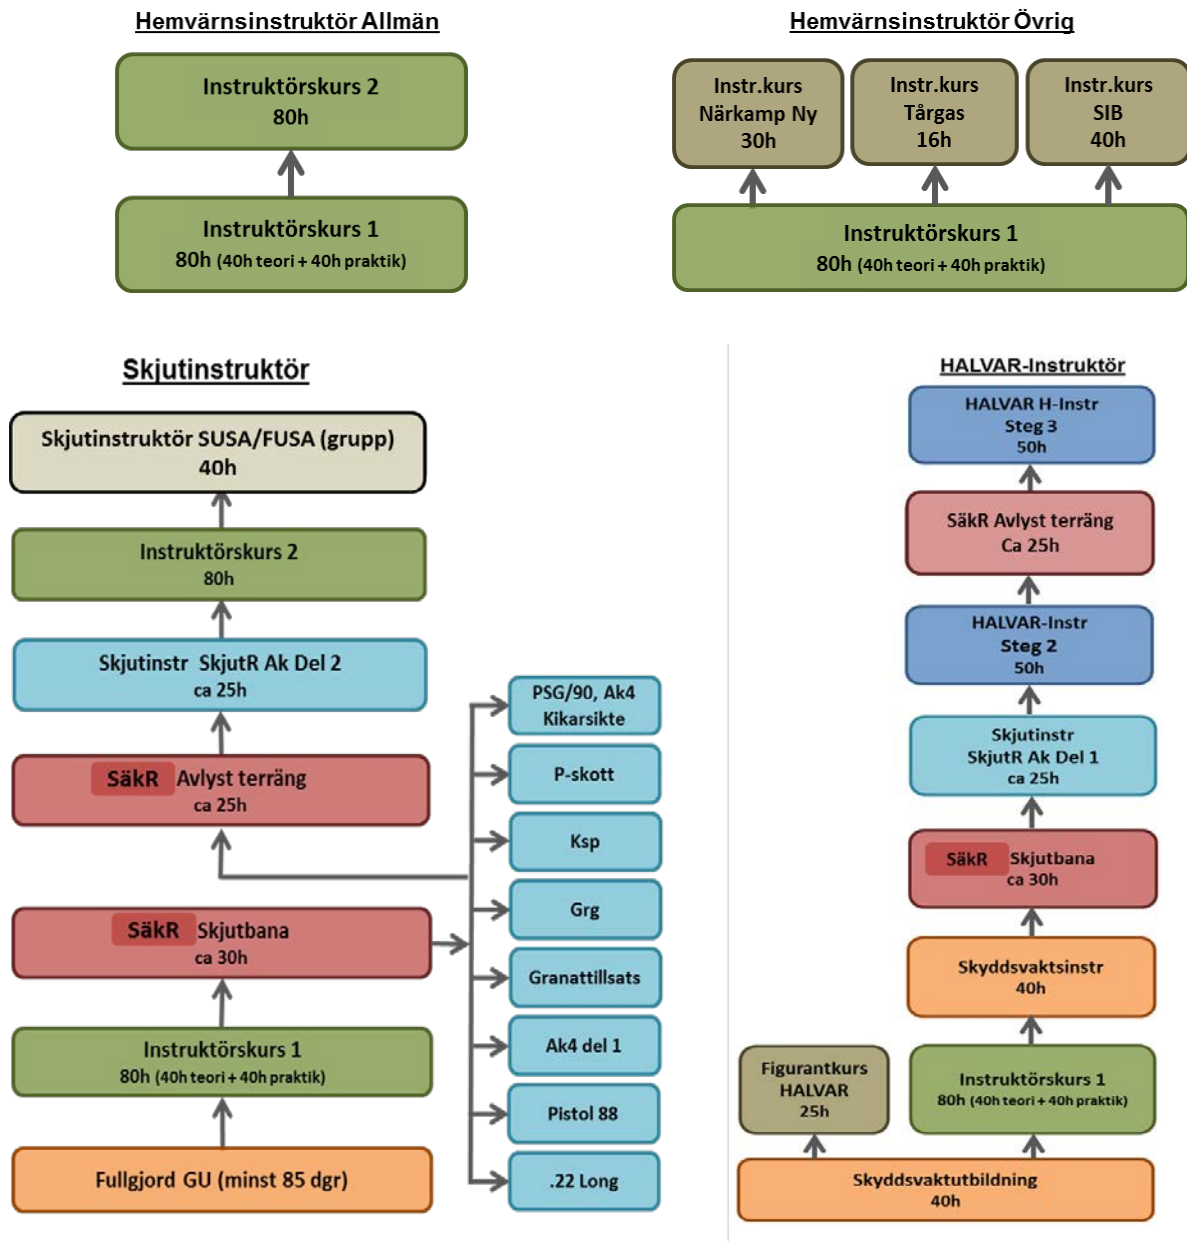 Hemvärnsinstruktör Allmän
Instruktörskurs 2
80h
Instruktörskurs 1
80h (40h teori + 40h praktik)
Hemvärnsinstruktör Övrig
Instr.kurs
Närkamp Ny
30h
Instr.kurs
Tårgas
16h
Instr.kurs
SIB
40h
Instruktörskurs 1
80h (40h teori + 40h praktik)
Skjutinstruktör
Skjutinstruktör SUSA/FUSA (grupp)
40h
Instruktörskurs 2
80h
Skjutinstr SkjutR Ak Del 2
ca 25h
SäkR Avlyst terräng
ca 25h
SäkR Skjutbana
ca 30h
Instruktörskurs 1
80h (40h teori + 40h praktik)
Fullgjord GU (minst 85 dgr)
PSG/90, Ak4
Kikarsikte
P-skott
Ksp
Grg
Granattillsats
Ak4 del 1
Pistol 88
.22 Long
HALVAR-Instruktör
HALVAR H-Instr
Steg 3
50h
SäkR Avlyst terräng
Ca 25h
HALVAR-Instr
Steg 2
50h
Skjutinstr
SkjutR Ak Del 1
ca 25h
SäkR Skjutbana
ca 30h
Skyddsvaktsinstr
40h
Figurantkurs
HALVAR
25h
Instruktörskurs 1
80h (40h teori + 40h praktik)
Skyddsvaktutbildning
40h